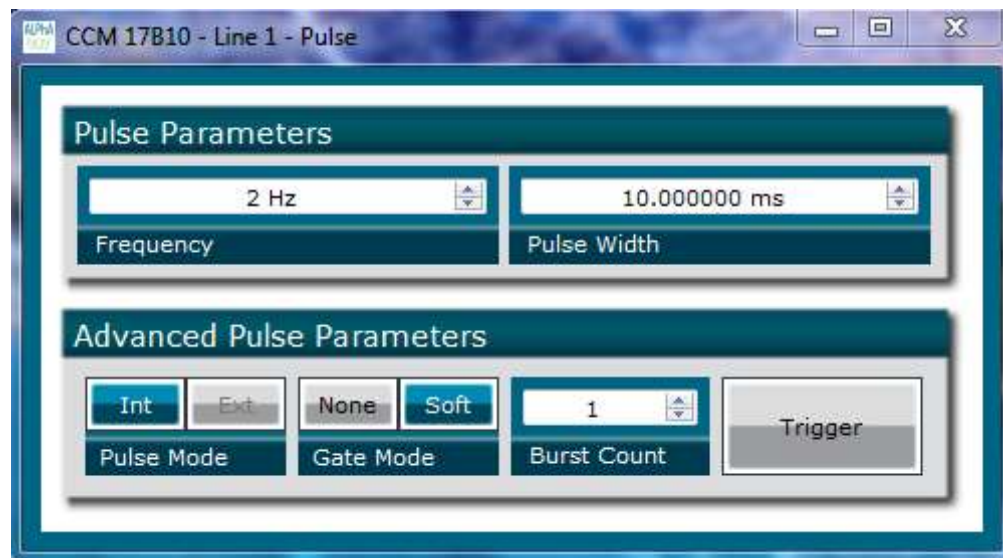 CCM 17B10 - Line 1 - Pulse
Pulse Parameters
2 Hz
10.000000 ms
Frequency
Pulse Width
Advanced Pulse Parameters
Int Ext None Soft 1 Trigger
Pulse Mode
Gate Mode
Burst Count